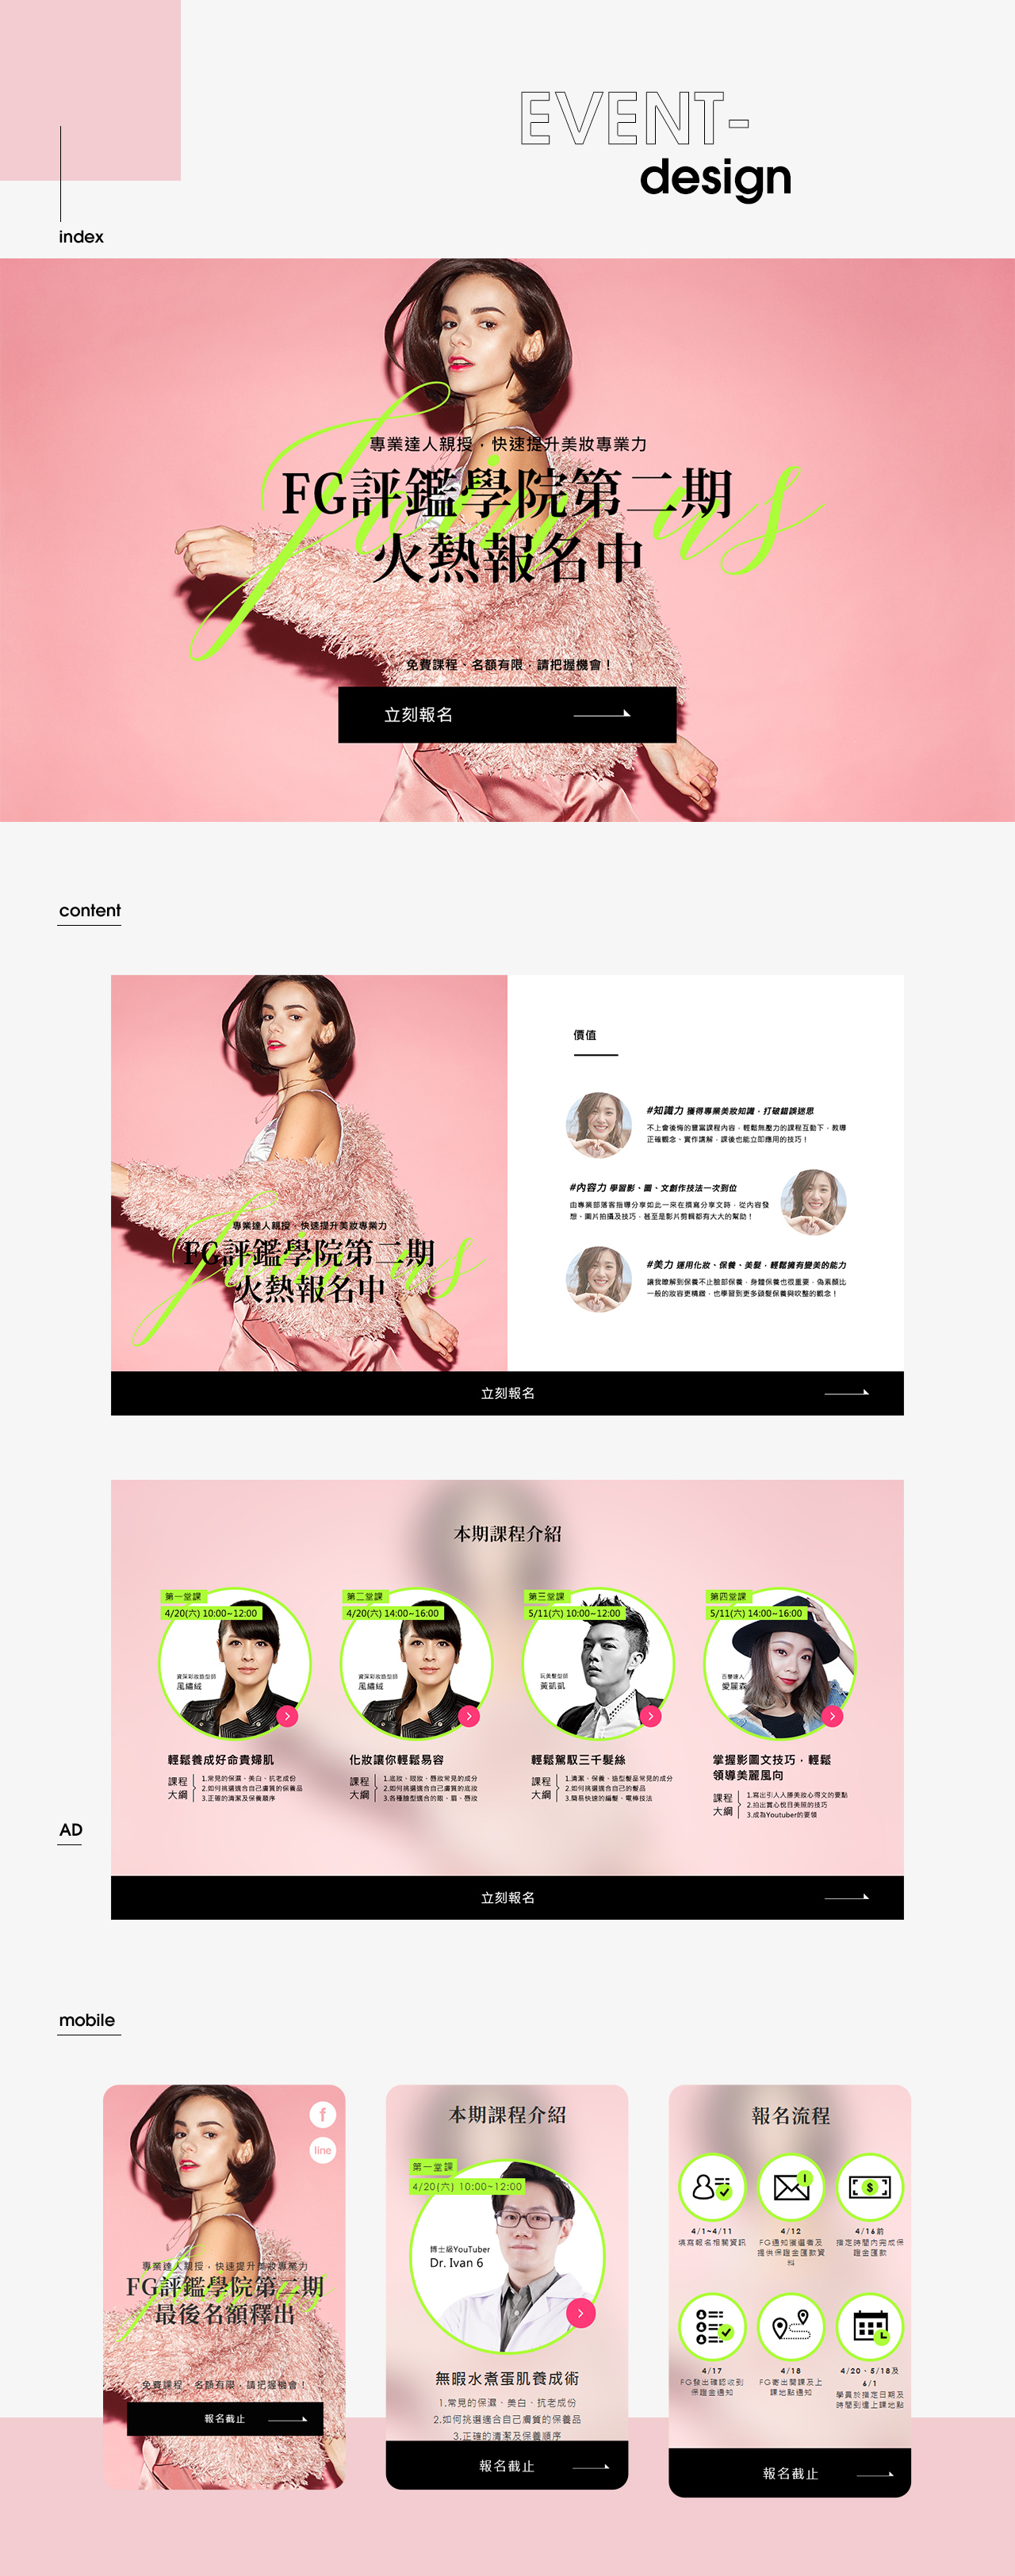 EVENT-
design
index
專業達人親授．快速提升美妝專業力
Join us
FG評鑑學院第二期
火熱報名中
免費課程、名額有限，請把握機會！
立刻報名
content
專業達人親授、快速提升美妝專業力
Join us
FG評鑑學院第二期
火熱報名中
價值
#知識力 獲得專業美妝知識，打破錯誤迷思
不上會後悔的豐富課程內容，輕鬆無壓力的課程互動下，教導
正確觀念、實作講解，課後也能立即應用的技巧！
#內容力 學習影、圖、文創作技法一次到位
由專業部落客指導分享如此一來在撰寫分享文時，從內容發
想、圖片拍攝及技巧，甚至是影片剪輯都有大大的幫助！
#美力 運用化妝、保養、美髮，輕鬆擁有變美的能力
讓我瞭解到保養不止臉部保養，身體保養也很重要，偽素顏比
一般的妝容更精緻，也學習到更多頭髮保養與吹整的觀念！
立刻報名
本期課程介紹
第一堂課
4/20(六) 10:00~12:00
資深彩妝造型師
風繡絨
輕鬆養成好命貴婦肌
課程
大綱
1.常見的保濕、美白、抗老成份
2.如何挑選適合自己膚質的保養品
3.正確的清潔及保養順序
第二堂課
4/20(六) 14:00~16:00
資深彩妝造型師
風繡絨
化妝讓你輕鬆易容
課程
大綱
1.底妝、眼妝、唇妝常見的成分
2.如何挑選適合自己膚質的底妝
3.各種臉型適合的眼、眉、唇妝
第三堂課
5/11(六) 10:00~12:00
玩美髮型師
黃凱凱
輕鬆駕馭三千髮絲
課程
大綱
1.清潔、保養、造型髮品常見的成分
2.如何挑選適合自己的髮品
3.簡易快速的編髮、電棒技法
第四堂課
5/11(六) 14:00~16:00
百變達人
愛麗森
掌握影圖文技巧，輕鬆
領導美麗風向
課程
大綱
1.寫出引人入勝美妝心得文的要點
2.拍出賞心悅目美照的技巧
3.成為Youtuber的要領
AD
立刻報名
mobile
f
line
專業達人親授，快速提升美妝專業力
FG評鑑學院第二期
最後名額釋出
免費課程、名額有限，請把握機會！
報名截止
本期課程介紹
第一堂課
4/20(六) 10:00~12:00
博士級YouTuber
Dr. Ivan 6
無暇水煮蛋肌養成術
1.常見的保濕、美白、抗老成份
2.如何挑選適合自己膚質的保養品
3.正確的清潔及保養順序
報名截止
報名流程
4/1~4/11
填寫報名相關資訊
4/12
FG通知獲選者及
提供保證金匯款資
料
4/16前
指定時間內完成保
證金匯款
4/17
FG發出確認收到
保證金通知
4/18
FG寄出開課及上
課地點通知
4/20、5/18及
6/1
學員於指定日期及
時間到達上課地點
報名截止